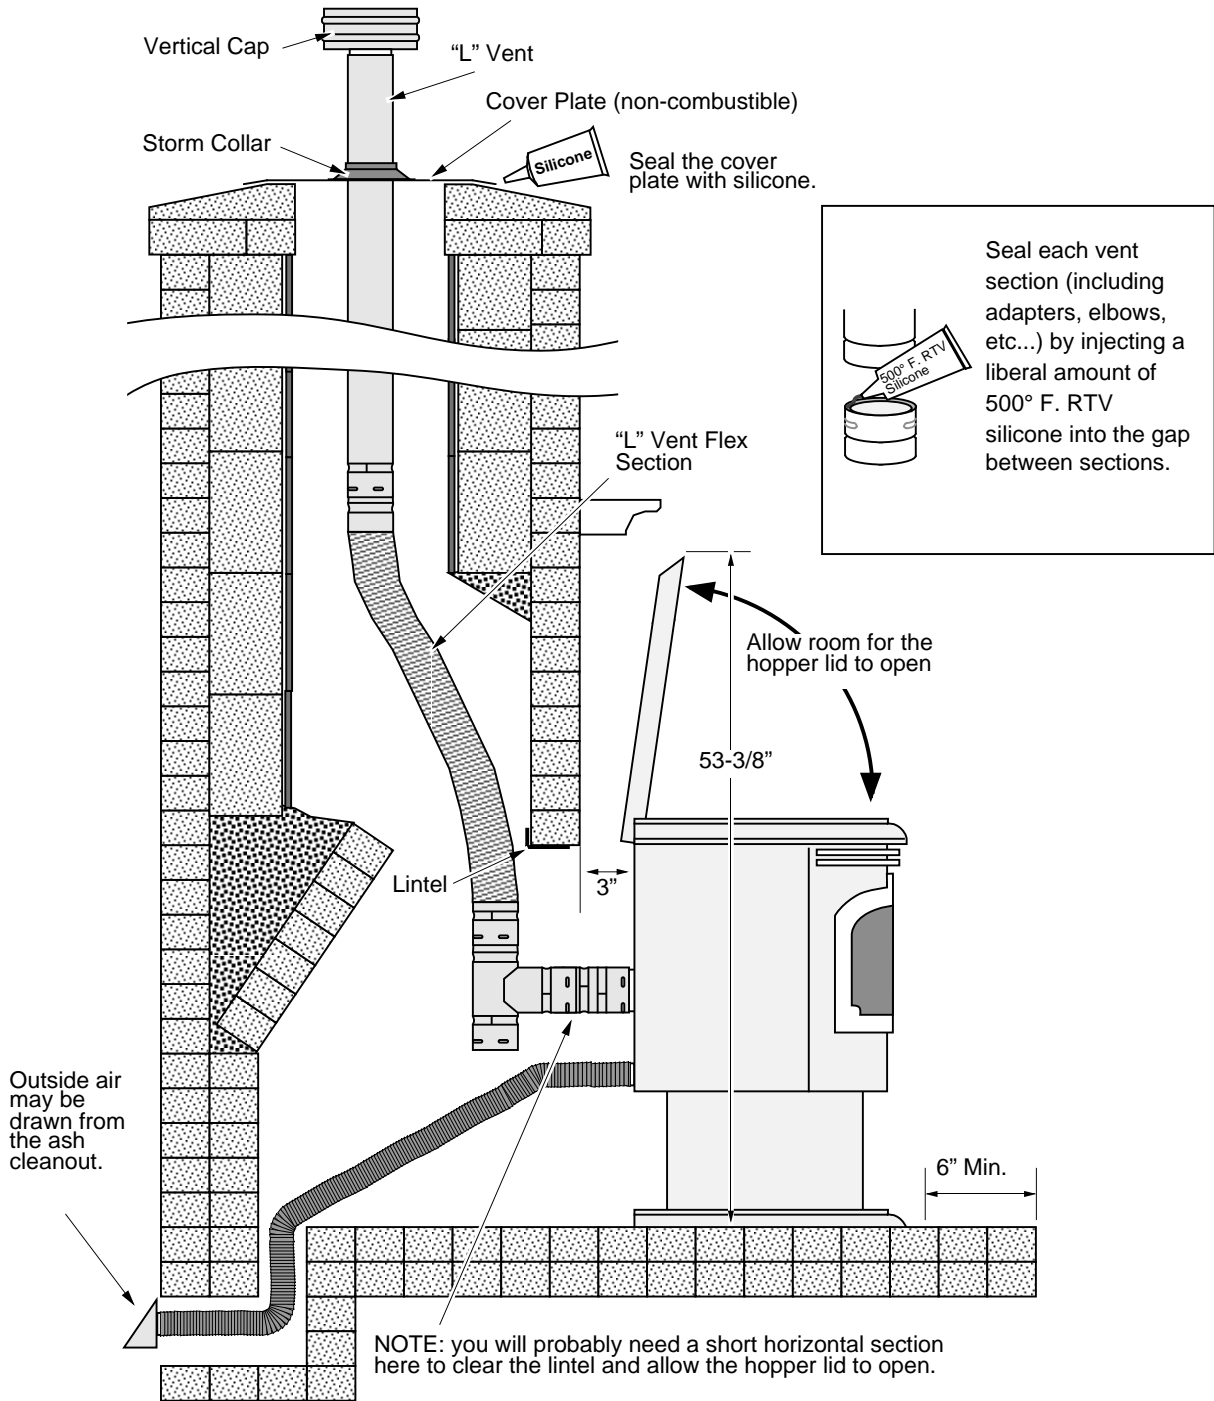 Vertical Cap
“L” Vent
Cover Plate (non-combustible)
Storm Collar
Silicone
Seal the cover
plate with silicone.
Seal each vent
section (including
adapters, elbows,
etc...) by injecting a
liberal amount of
500° F. RTV
silicone into the gap
between sections.
500° F. RTV
Silicone
“L” Vent Flex
Section
Allow room for the
hopper lid to open
53-3/8”
Lintel
3”
Outside air
may be
drawn from
the ash
cleanout.
6” Min.
NOTE: you will probably need a short horizontal section
here to clear the lintel and allow the hopper lid to open.